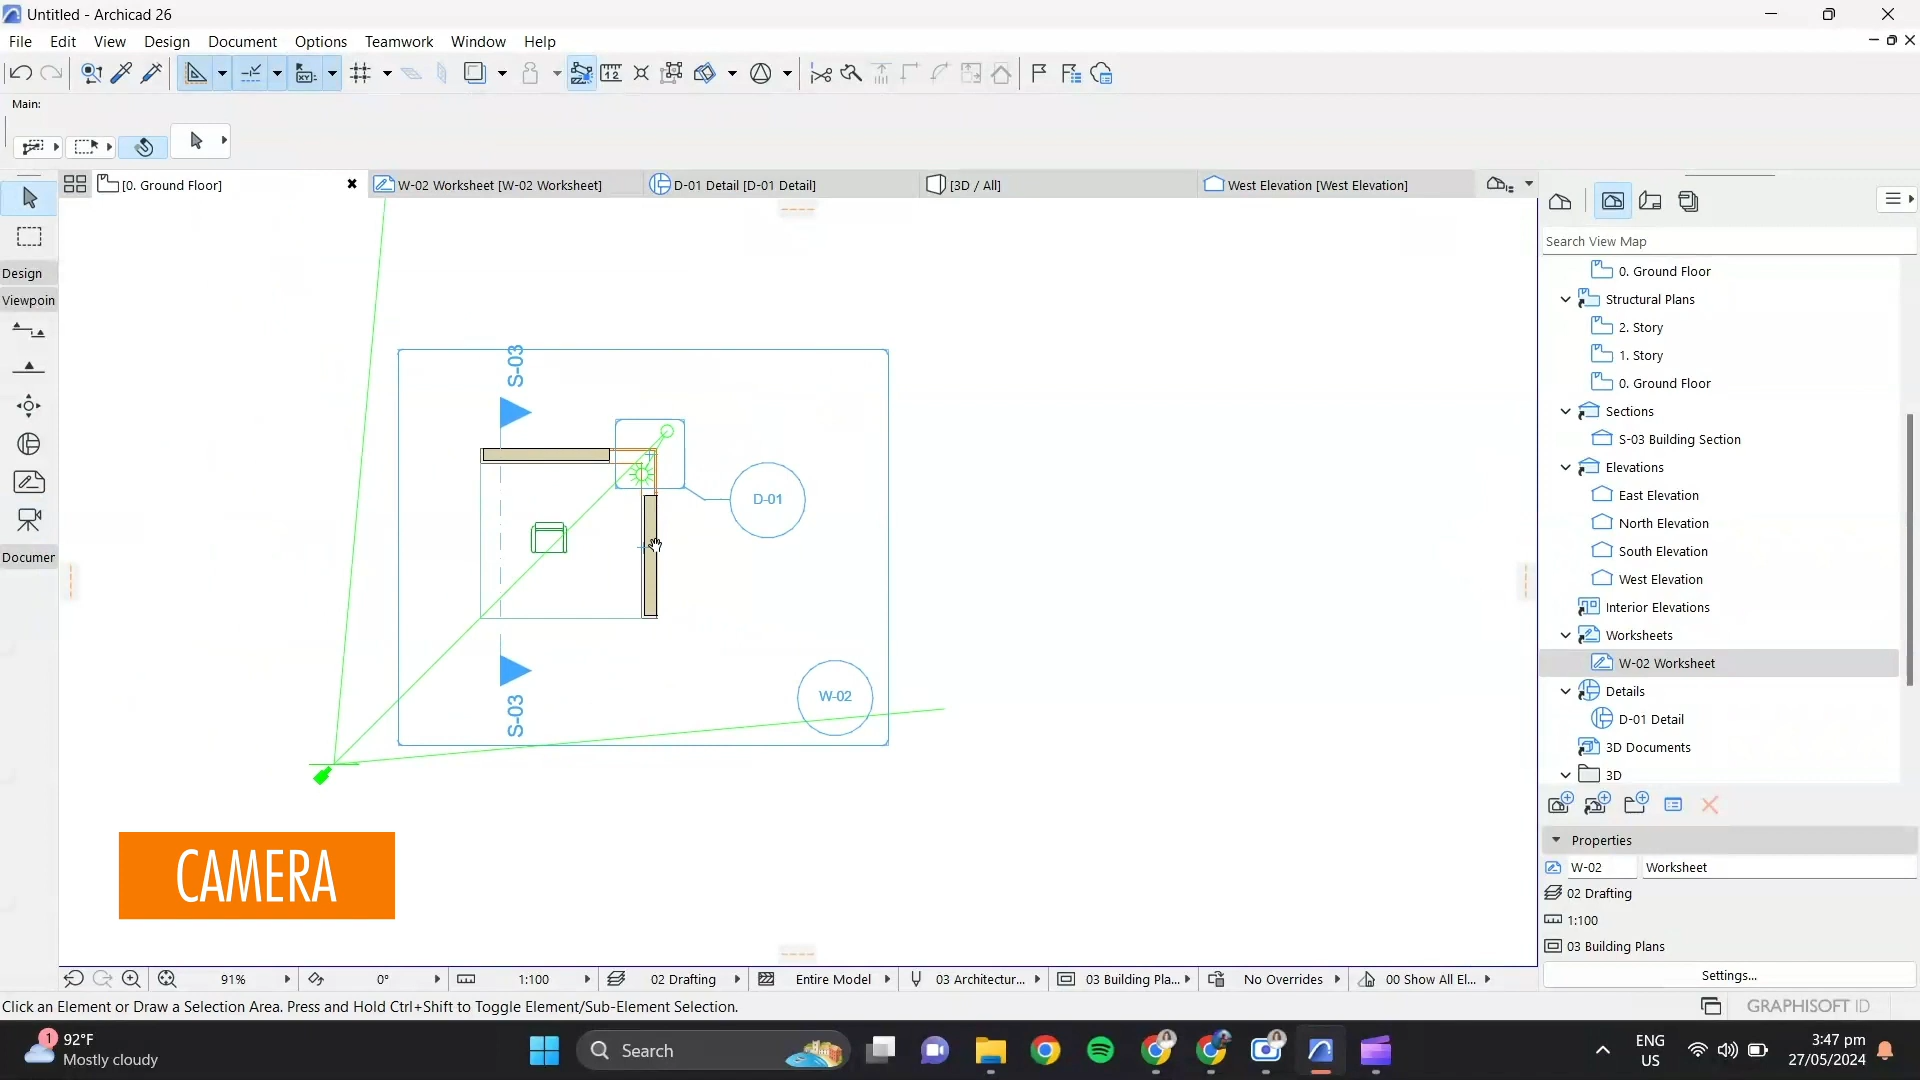 Untitled - Archicad 26
File Edit View Design Document Options Teamwork Window Help
Main:
[0. Ground Floor]
W-02 Worksheet [W-02 Worksheet]
D-01 Detail [D-01 Detail]
[3D / All]
West Elevation [West Elevation]
Design
Viewpoin
Documer
S-03
D-01
W-02
S-03
CAMERA
Search View Map
0. Ground Floor
Structural Plans
2. Story
1. Story
0. Ground Floor
Sections
S-03 Building Section
Elevations
East Elevation
North Elevation
South Elevation
West Elevation
Interior Elevations
Worksheets
W-02 Worksheet
Details
D-01 Detail
3D Documents
3D
Properties
W-02 Worksheet
02 Drafting
1:100
03 Building Plans
Settings...
91% 0° 1:100 02 Drafting Entire Model 03 Architectur... 03 Building Pla... No Overrides 00 Show All El...
Click an Element or Draw a Selection Area. Press and Hold Ctrl+Shift to Toggle Element/Sub-Element Selection.
GRAPHISOFT ID
1
92°F
Mostly cloudy
Search
ENG
US
3:47 pm
27/05/2024